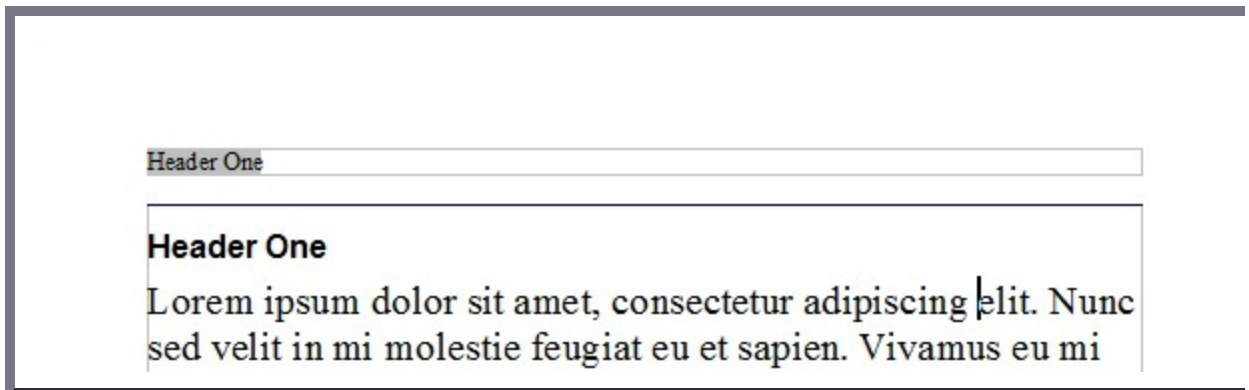 Header One
Header One
Lorem ipsum dolor sit amet, consectetur adipiscing elit. Nunc
sed velit in mi molestie feugiat eu et sapien. Vivamus eu mi